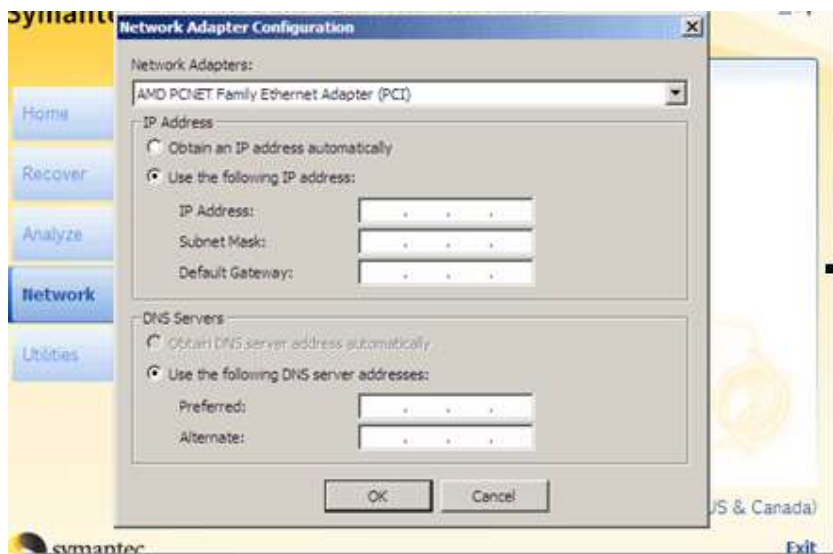 Network Adapter Configuration
Network Adapters:
AMD PCNET Family Ethernet Adapter (PCI)
IP Address
Obtain an IP address automatically
Use the following IP address:
IP Address:
Subnet Mask:
Default Gateway:
DNS Servers
Obtain DNS server address automatically
Use the following DNS server addresses:
Preferred:
Alternate:
OK Cancel
Home
Recover
Analyze
Network
Utilities
US & Canada)
symantec
Exit